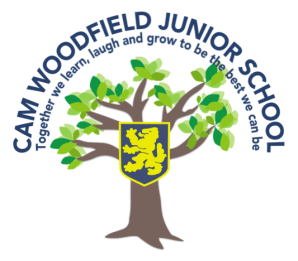 CAM WOODFIELD JUNIOR SCHOOL
Together we learn, laugh and grow to be the best we can be